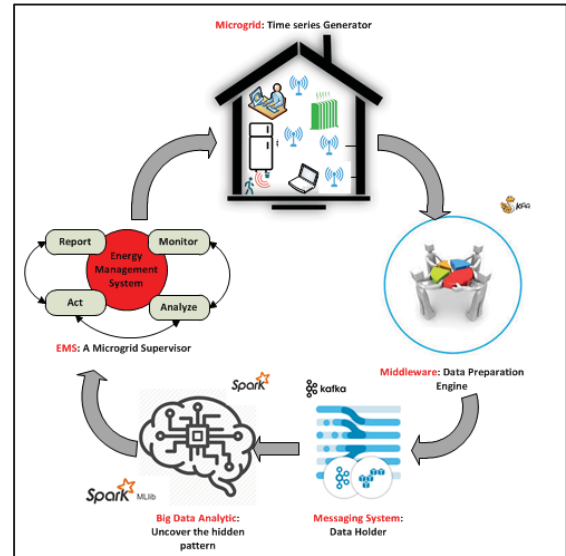 Microgrid: Time series Generator
kaa
Report
Monitor
Energy
Management
System
Act
Analyze
EMS: A Microgrid Supervisor
Middleware: Data Preparation
Engine
Spark
kafka
Spark MLlib
Big Data Analytic:
Uncover the hidden
pattern
Messaging System:
Data Holder